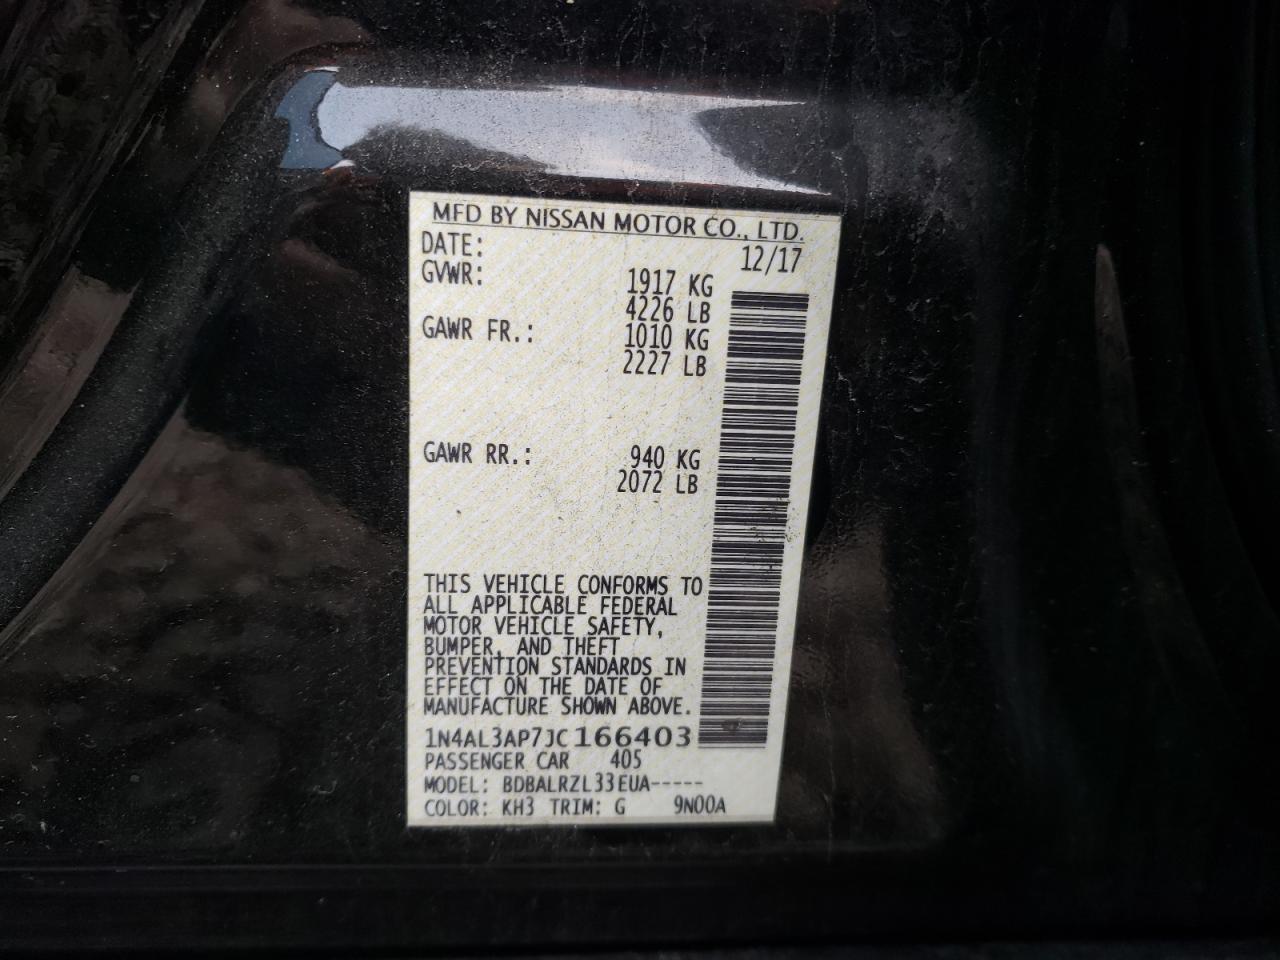 MFD BY NISSAN MOTOR CO., LTD.
DATE: 12/17
GVWR: 1917 KG
4226 LB
GAWR FR.: 1010 KG
2227 LB
GAWR RR.: 940 KG
2072 LB
THIS VEHICLE CONFORMS TO
ALL APPLICABLE FEDERAL
MOTOR VEHICLE SAFETY,
BUMPER, AND THEFT
PREVENTION STANDARDS IN
EFFECT ON THE DATE OF
MANUFACTURE SHOWN ABOVE.
1N4AL3AP7JC166403
PASSENGER CAR 405
MODEL: BDBALRZL33EUA-----
COLOR: KH3 TRIM: G 9N00A